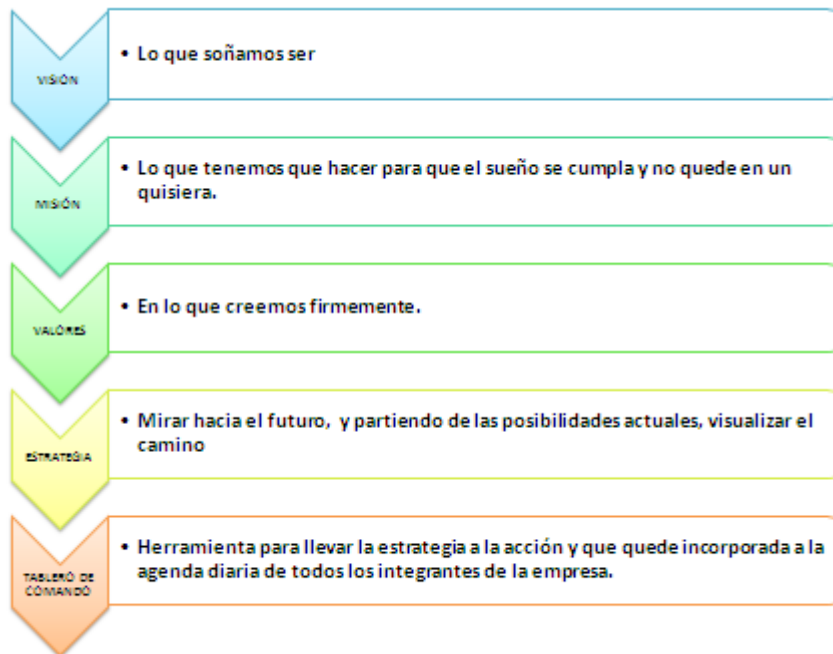 VISIÓN
• Lo que soñamos ser
MISIÓN
• Lo que tenemos que hacer para que el sueño se cumpla y no quede en un
quisiera.
VALORES
• En lo que creemos firmemente.
ESTRATEGIA
• Mirar hacia el futuro, y partiendo de las posibilidades actuales, visualizar el
camino
TABLERO DE
COMANDO
• Herramienta para llevar la estrategia a la acción y que quede incorporada a la
agenda diaria de todos los integrantes de la empresa.